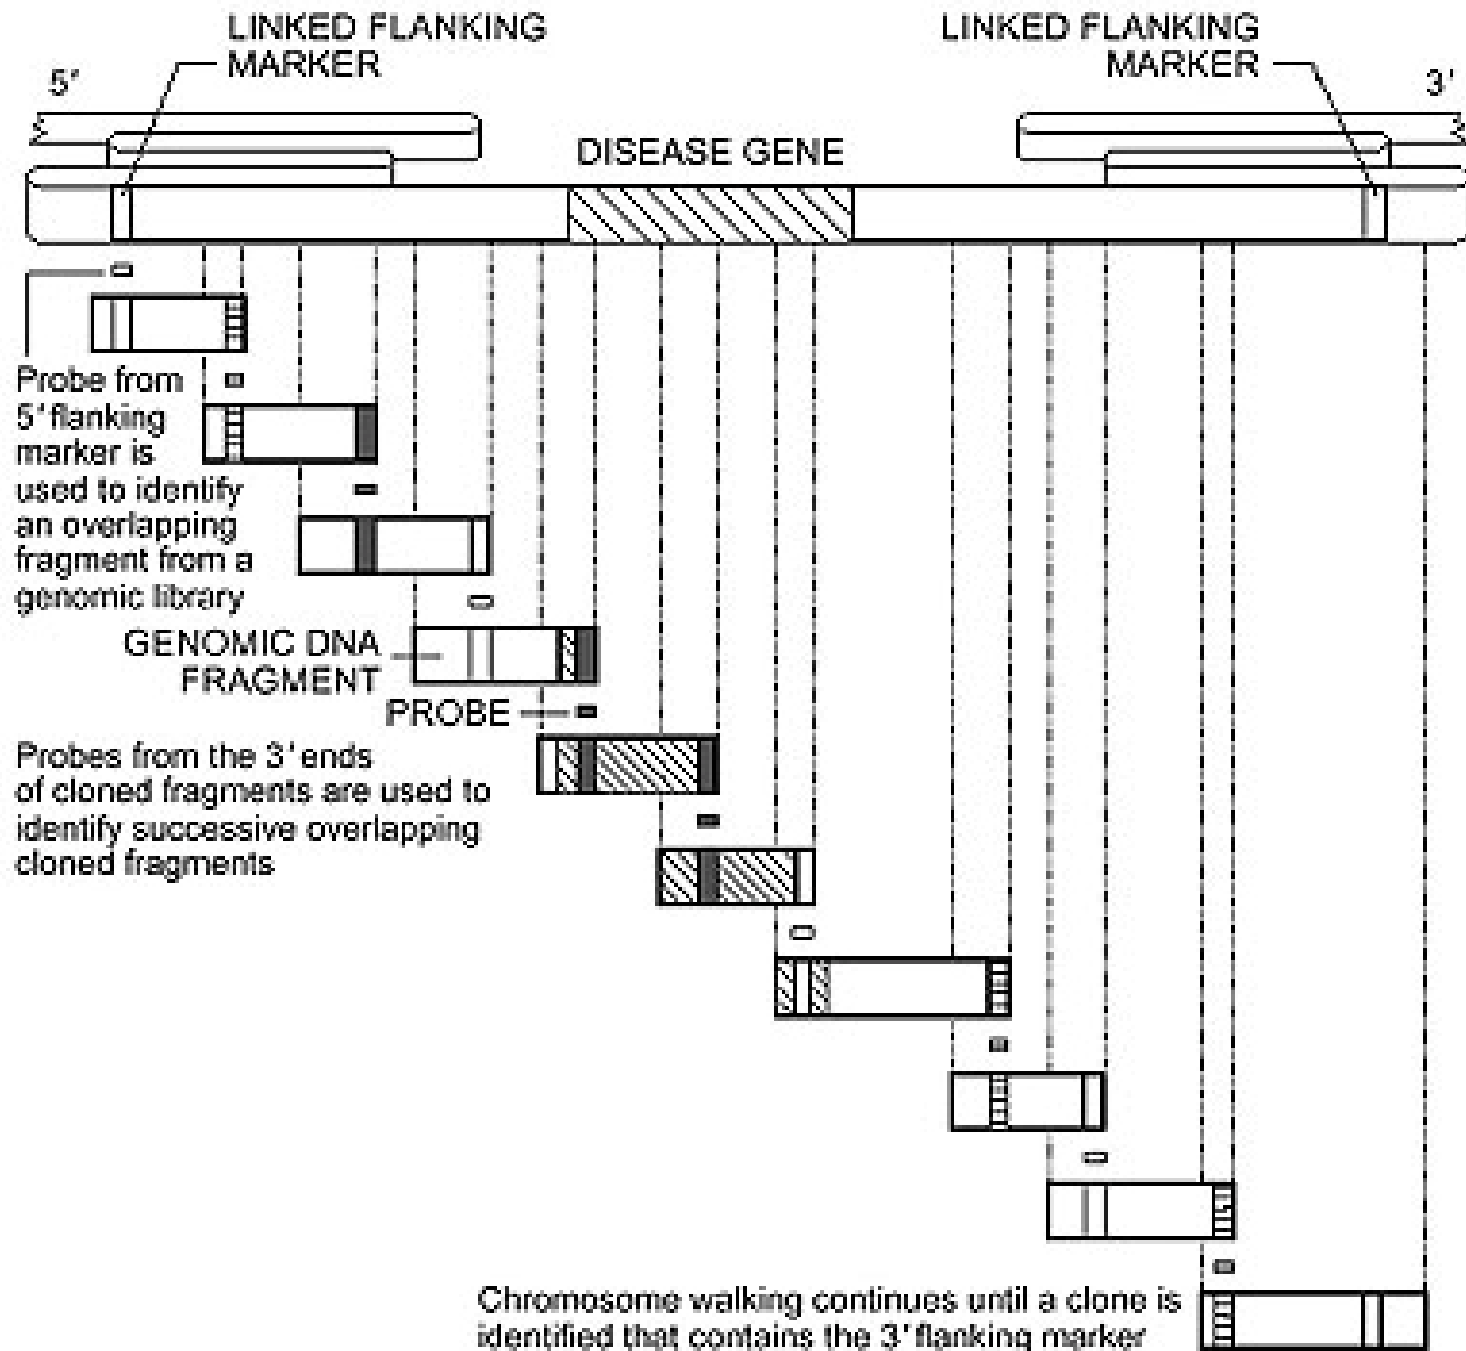 LINKED FLANKING
MARKER
LINKED FLANKING
MARKER
5'
3'
DISEASE GENE
Probe from
5' flanking
marker is
used to identify
an overlapping
fragment from a
genomic library
GENOMIC DNA
FRAGMENT
PROBE
Probes from the 3' ends
of cloned fragments are used to
identify successive overlapping
cloned fragments
Chromosome walking continues until a clone is
identified that contains the 3' flanking marker